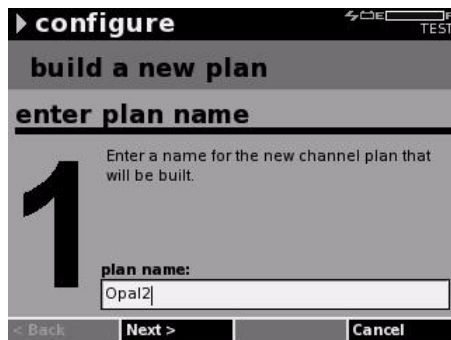 configure
E F
TEST
build a new plan
enter plan name
1
Enter a name for the new channel plan that
will be built.
plan name:
Opal2
< Back Next > Cancel